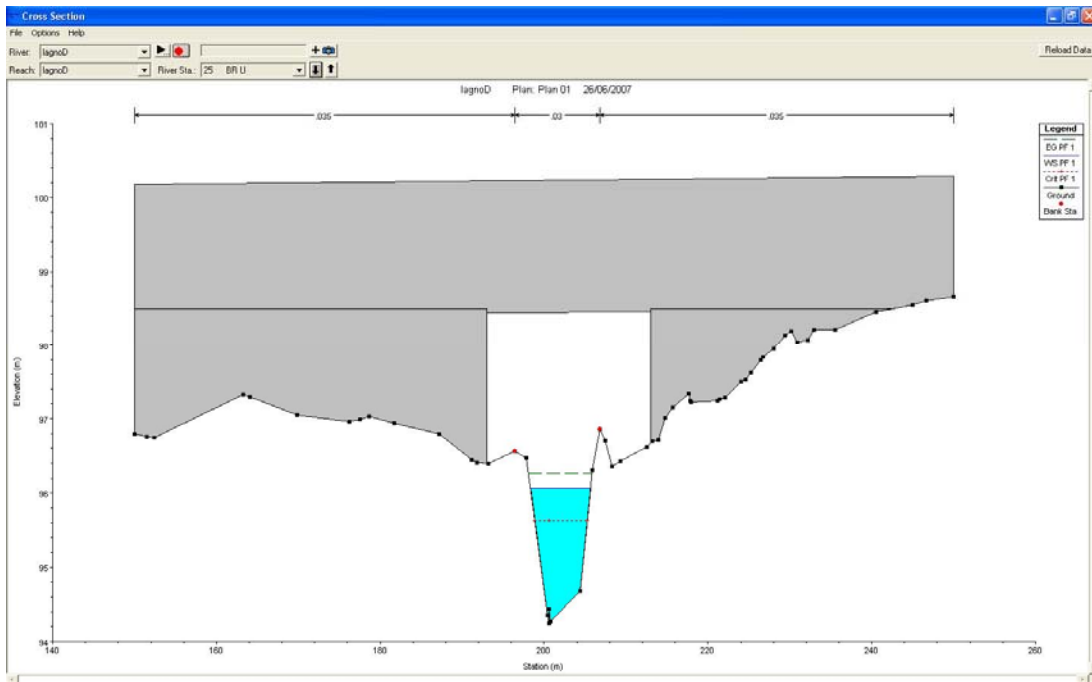 Cross Section
File Options Help
River: lagnoD
Reload Data
Reach: lagnoD River Sta.: 25 BR U
lagnoD Plan: Plan 01 26/06/2007
.035 .03 .035
Legend
EG PF 1
WS PF 1
Crit PF 1
Ground
Bank Sta
Elevation (m)
101
100
99
98
97
96
95
94
140 160 180 200 220 240 260
Station (m)